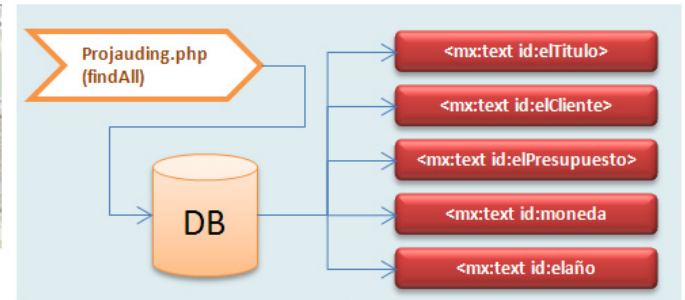 Projauding.php
(findAll)
DB
<mx:text id:elTitulo>
<mx:text id:elCliente>
<mx:text id:elPresupuesto>
<mx:text id:moneda
<mx:text id:elaño